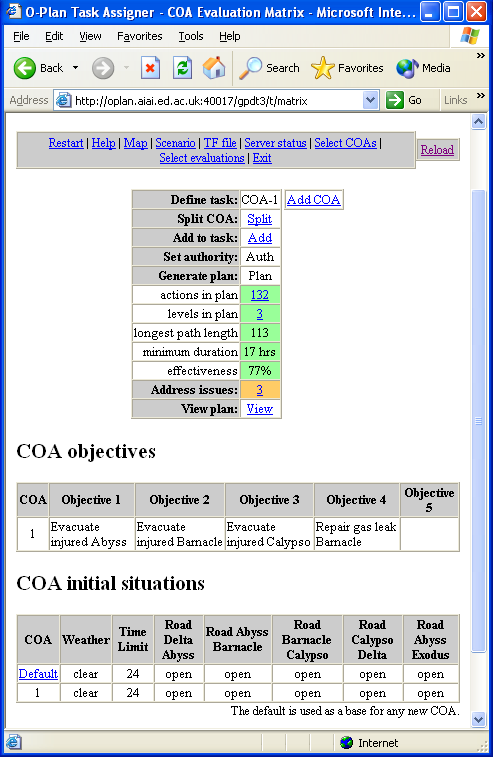 O-Plan Task Assigner - COA Evaluation Matrix - Microsoft Inte...
File Edit View Favorites Tools Help
Back Search Favorites Media »
Address http://oplan.aiai.ed.ac.uk:40017/gpdt3/t/matrix Go Links »
Restart | Help | Map | Scenario | TF file | Server status | Select COAs |
Select evaluations | Exit
Reload
Define task: COA-1 Add COA
Split COA: Split
Add to task: Add
Set authority: Auth
Generate plan: Plan
actions in plan 132
levels in plan 3
longest path length 113
minimum duration 17 hrs
effectiveness 77%
Address issues: 3
View plan: View
COA objectives
COA Objective 1 Objective 2 Objective 3 Objective 4 Objective
5
1 Evacuate Evacuate Evacuate Repair gas leak
injured Abyss injured Barnacle injured Calypso Barnacle
COA initial situations
Road Road Road Road
COA Weather Time Delta Road Abyss Barnacle Calypso Abyss
Limit Abyss Barnacle Calypso Delta Exodus
Default clear 24 open open open open open
1 clear 24 open open open open open
The default is used as a base for any new COA.
Internet